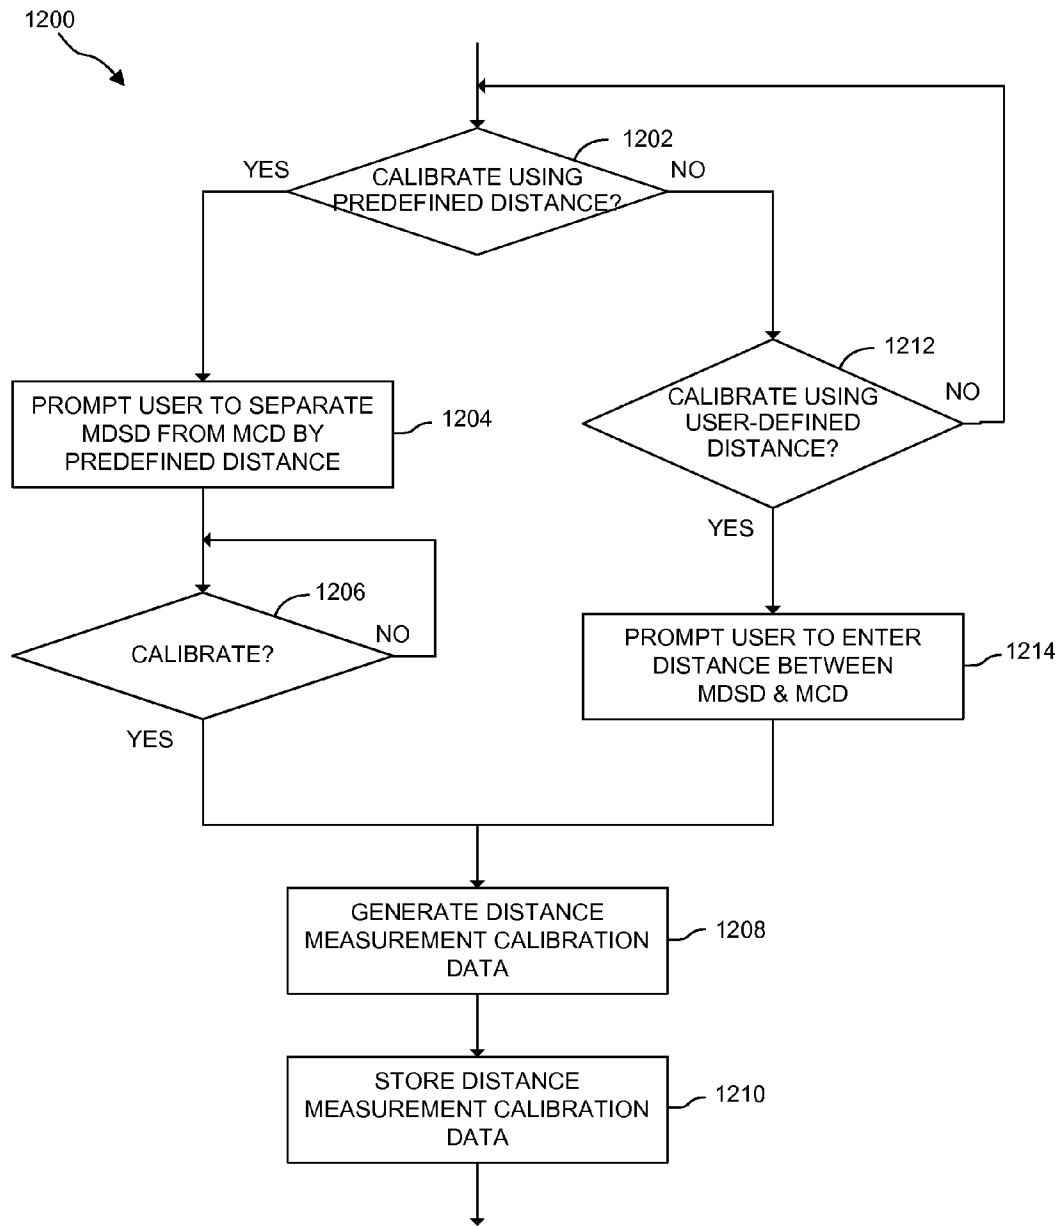 1200
1202
YES
NO
CALIBRATE USING
PREDEFINED DISTANCE?
1212
NO
CALIBRATE USING
USER-DEFINED
DISTANCE?
YES
PROMPT USER TO SEPARATE
MDSD FROM MCD BY
PREDEFINED DISTANCE
1204
1206
NO
CALIBRATE?
YES
PROMPT USER TO ENTER
DISTANCE BETWEEN
MDSD & MCD
1214
GENERATE DISTANCE
MEASUREMENT CALIBRATION
DATA
1208
STORE DISTANCE
MEASUREMENT CALIBRATION
DATA
1210